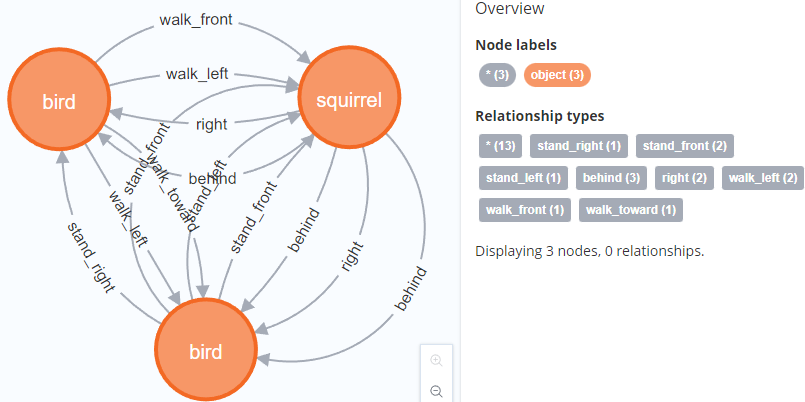 walk_front
walk_left
right
behind
stand_front
walk_toward
stand_left
walk_left
stand_front
behind
right
behind
stand_right
bird
squirrel
bird
Overview
Node labels
* (3) object (3)
Relationship types
* (13) stand_right (1) stand_front (2)
stand_left (1) behind (3) right (2) walk_left (2)
walk_front (1) walk_toward (1)
Displaying 3 nodes, 0 relationships.